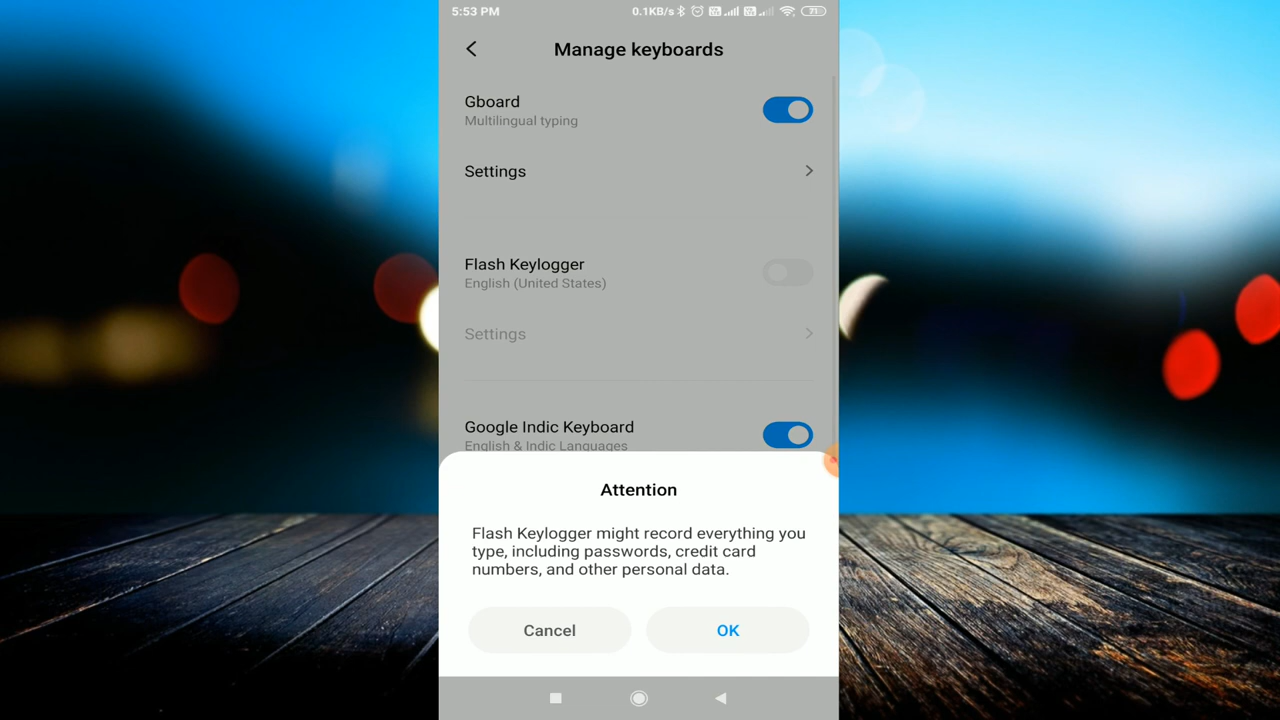 5:53 PM
0.1KB/s
71
Manage keyboards
Gboard
Multilingual typing
Settings
Flash Keylogger
English (United States)
Settings
Google Indic Keyboard
English & Indic Languages
Attention
Flash Keylogger might record everything you
type, including passwords, credit card
numbers, and other personal data.
Cancel
OK